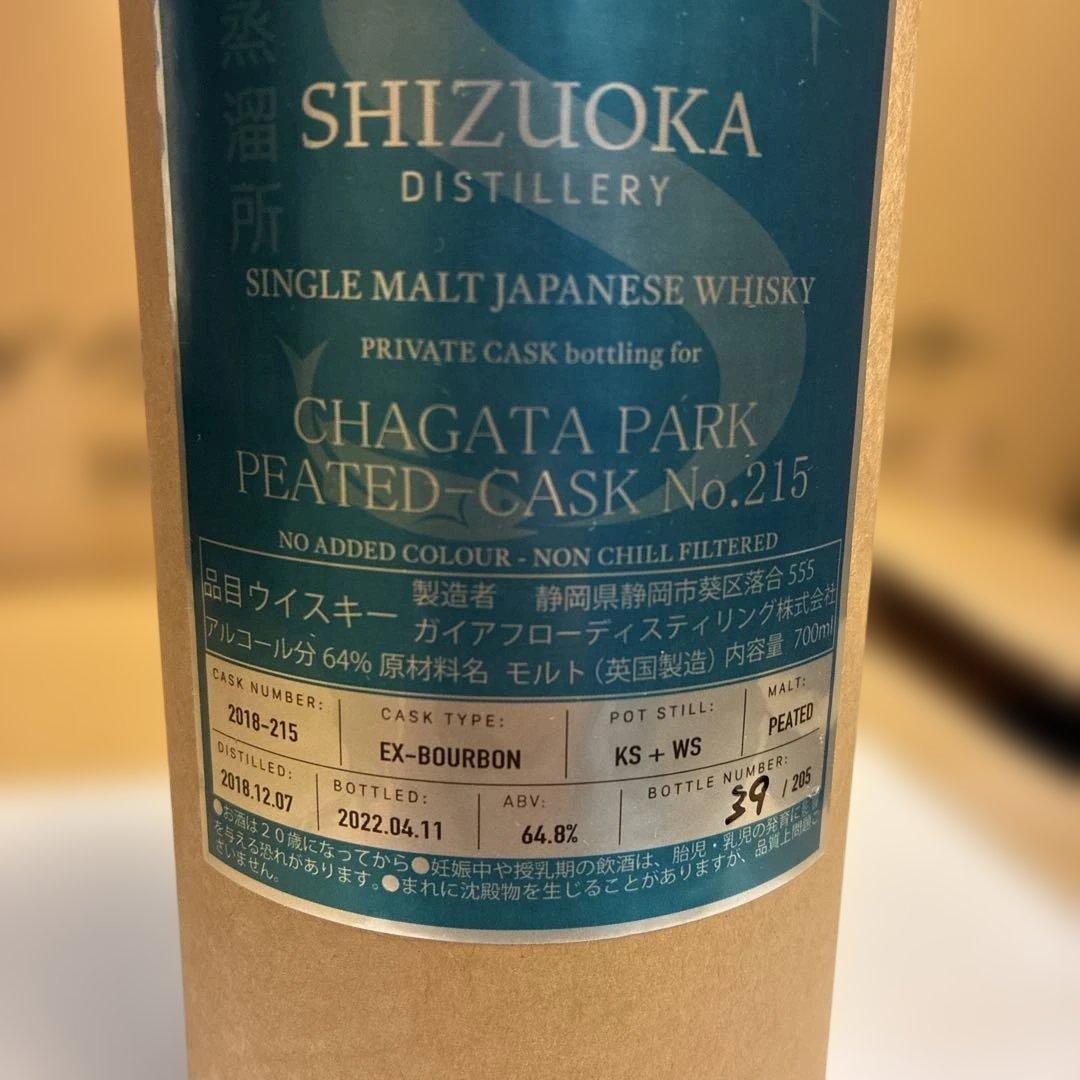 蒸溜所
SHIZUOKA
DISTILLERY
SINGLE MALT JAPANESE WHISKY
PRIVATE CASK bottling for
CHAGATA PARK
PEATED-CASK No.215
NO ADDED COLOUR - NON CHILL FILTERED
品目 ウイスキー 製造者 静岡県静岡市葵区落合 555
ガイアフローディスティリング株式会社
アルコール分 64% 原材料名 モルト (英国製造) 内容量 700ml
CASK NUMBER: CASK TYPE: POT STILL: MALT:
2018-215 EX-BOURBON KS + WS PEATED
DISTILLED: BOTTLED: ABV: BOTTLE NUMBER:
2018.12.07 2022.04.11 64.8% 39 / 205
●お酒は20歳になってから●妊娠中や授乳期の飲酒は、胎児・乳児の発育に影響
を与える恐れがあります。●まれに沈殿物を生じることがありますが、品質上問題ご
ざいません。